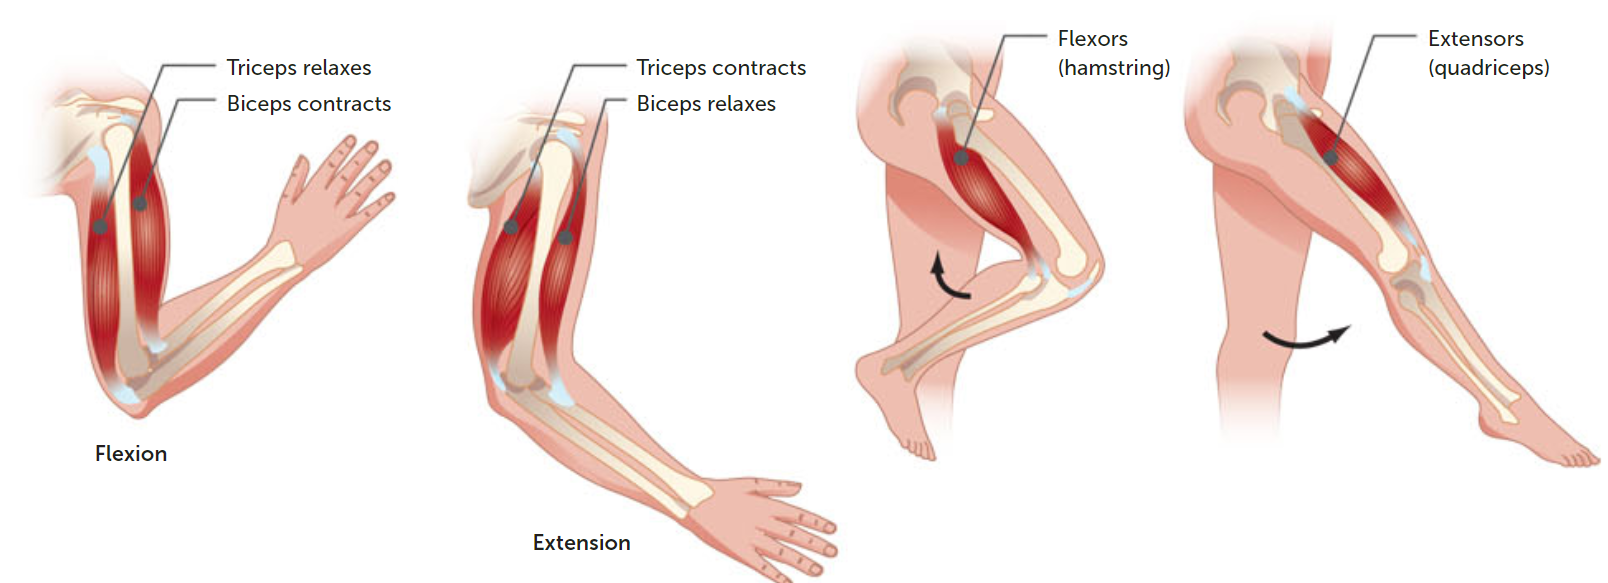 Triceps relaxes
Biceps contracts
Flexion
Triceps contracts
Biceps relaxes
Extension
Flexors
(hamstring)
Extensors
(quadriceps)